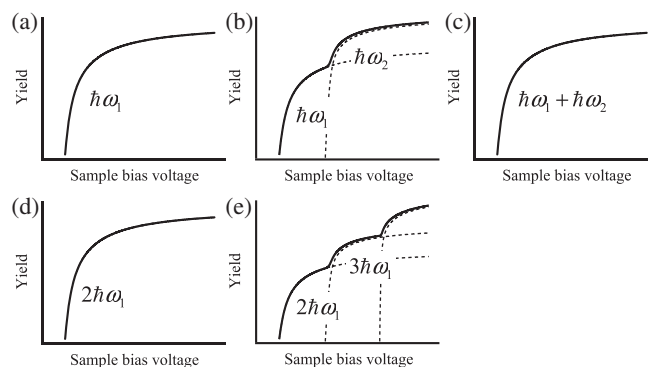 (a)
Yield
ħω₁
Sample bias voltage
(b)
Yield
ħω₂
ħω₁
Sample bias voltage
(c)
Yield
ħω₁ + ħω₂
Sample bias voltage
(d)
Yield
2ħω₁
Sample bias voltage
(e)
Yield
3ħω₁
2ħω₁
Sample bias voltage